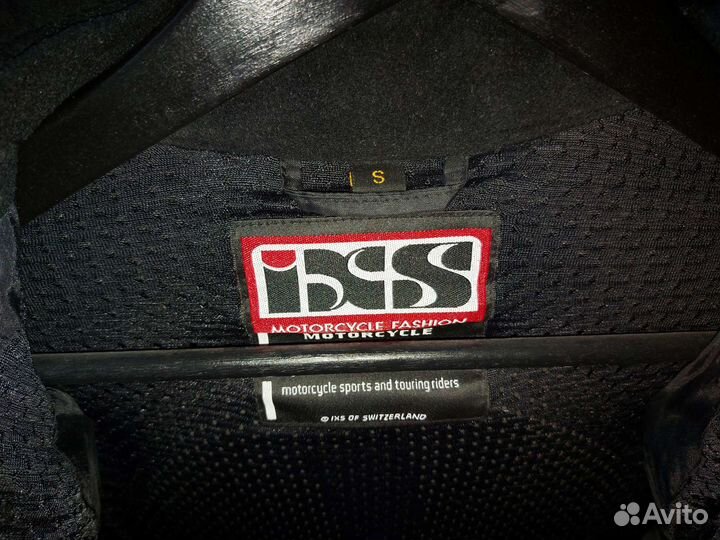 S
iXS
MOTORCYCLE FASHION
MOTORCYCLE
motorcycle sports and touring riders
© IXS OF SWITZERLAND
Avito